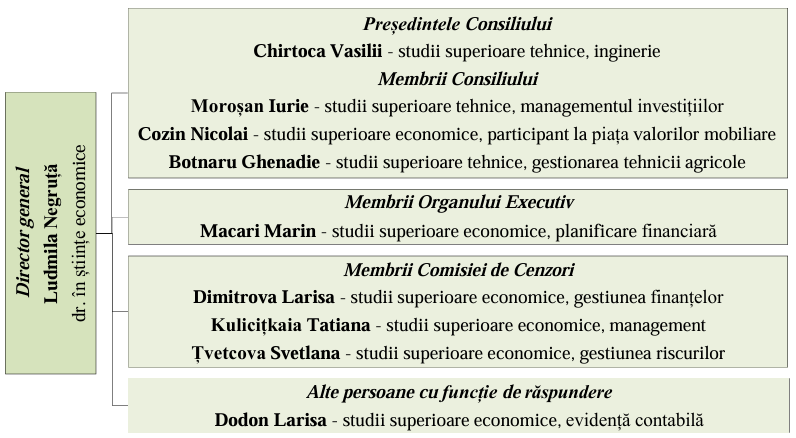 Director general
Ludmila Negruță
dr. în științe economice
Președintele Consiliului
Chirtoca Vasilii - studii superioare tehnice, inginerie
Membrii Consiliului
Moroșan Iurie - studii superioare tehnice, managementul investițiilor
Cozin Nicolai - studii superioare economice, participant la piața valorilor mobiliare
Botnaru Ghenadie - studii superioare tehnice, gestionarea tehnicii agricole
Membrii Organului Executiv
Macari Marin - studii superioare economice, planificare financiară
Membrii Comisiei de Cenzori
Dimitrova Larisa - studii superioare economice, gestiunea finanțelor
Kulicițkaia Tatiana - studii superioare economice, management
Țvetcova Svetlana - studii superioare economice, gestiunea riscurilor
Alte persoane cu funcție de răspundere
Dodon Larisa - studii superioare economice, evidență contabilă